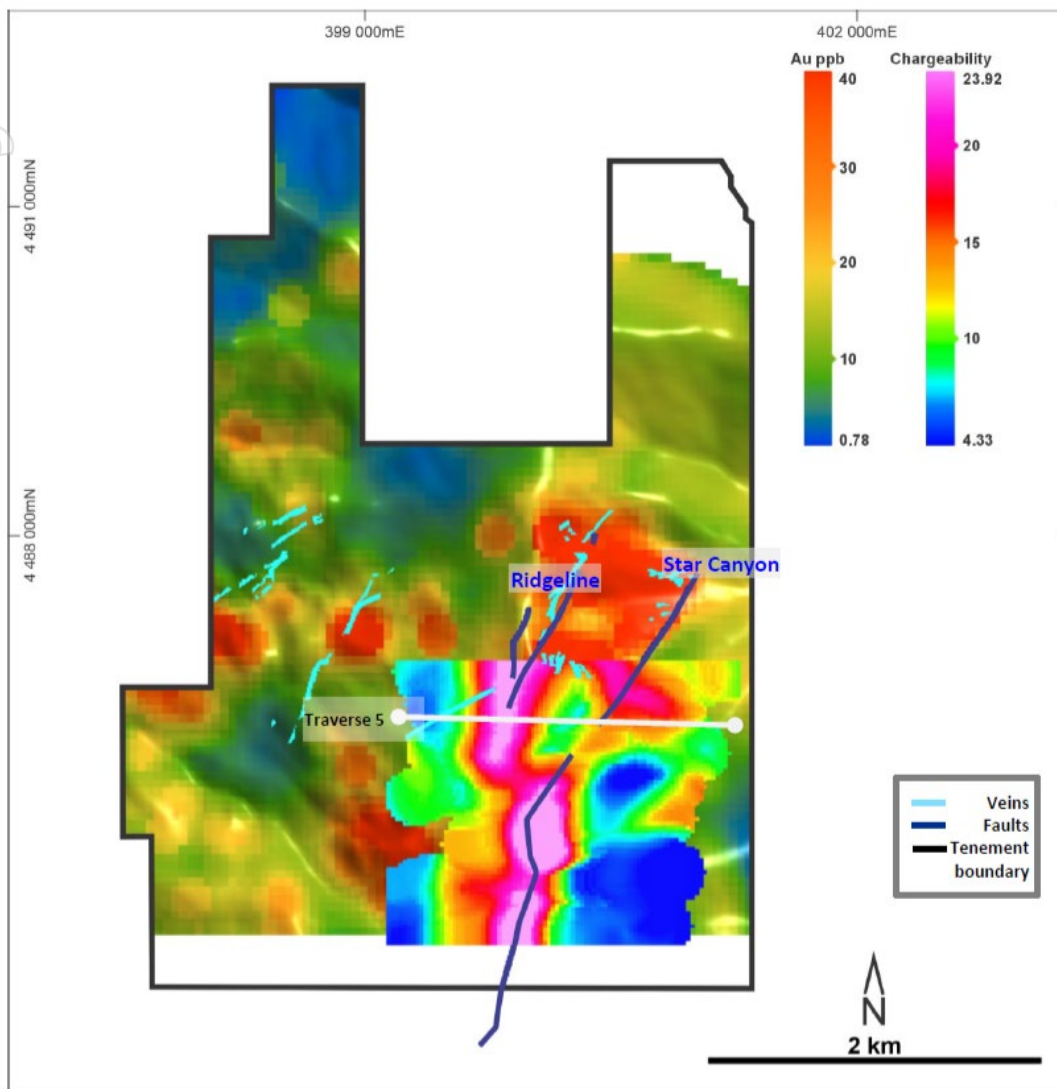 399 000mE
402 000mE
Au ppb
Chargeability
40
30
20
10
0.78
23.92
20
15
10
4.33
4 491 000mN
4 488 000mN
Ridgeline
Star Canyon
Traverse 5
Veins
Faults
Tenement
boundary
N
2 km